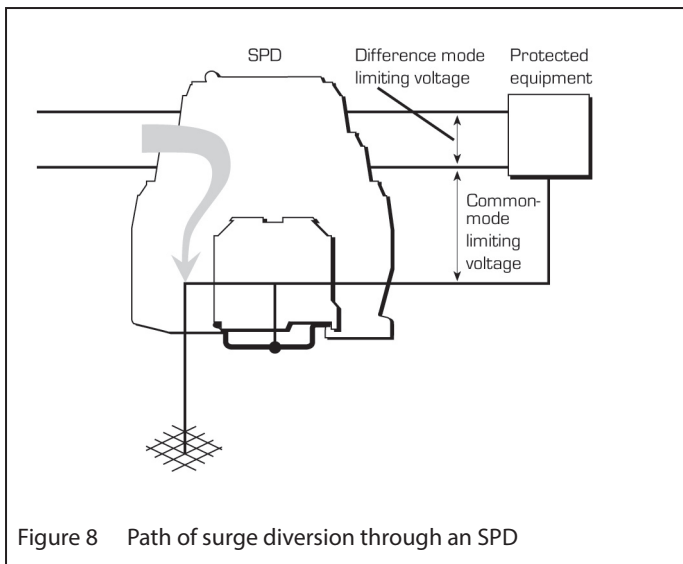 SPD
Difference mode
limiting voltage
Protected
equipment
Common-
mode
limiting
voltage
Figure 8 Path of surge diversion through an SPD